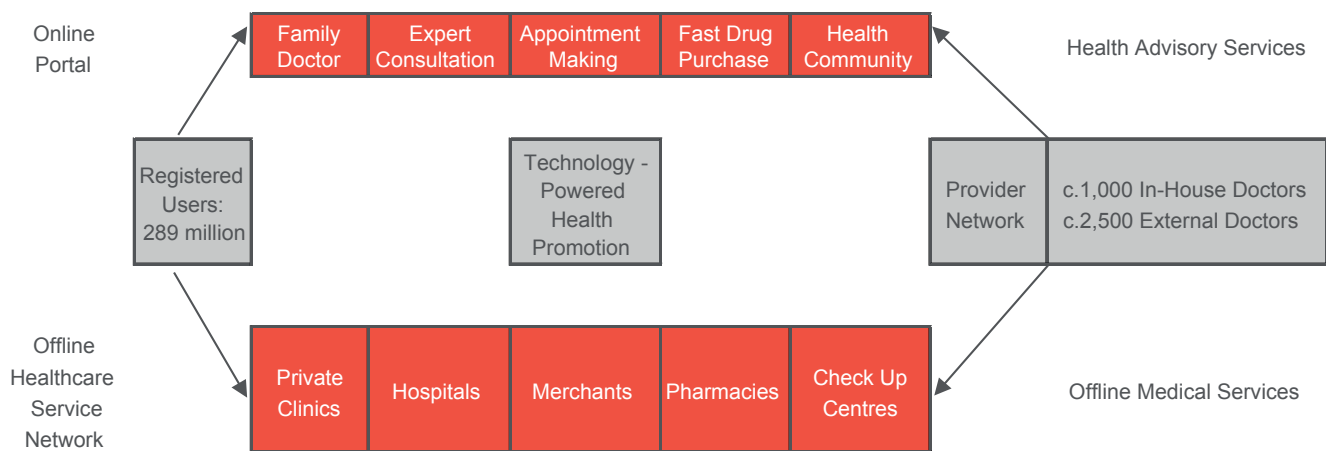 Online
Portal
Family
Doctor
Expert
Consultation
Appointment
Making
Fast Drug
Purchase
Health
Community
Health Advisory Services
Registered
Users:
289 million
Technology -
Powered
Health
Promotion
Provider
Network
c.1,000 In-House Doctors
c.2,500 External Doctors
Offline
Healthcare
Service
Network
Private
Clinics
Hospitals
Merchants
Pharmacies
Check Up
Centres
Offline Medical Services